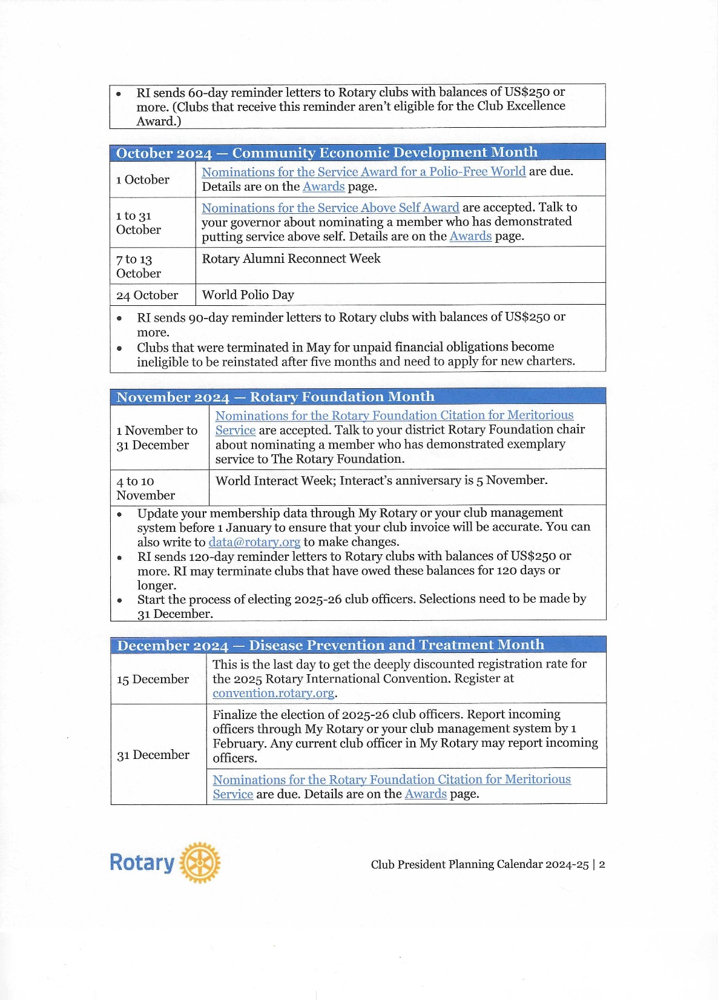 • RI sends 60-day reminder letters to Rotary clubs with balances of US$250 or
more. (Clubs that receive this reminder aren't eligible for the Club Excellence
Award.)
October 2024 — Community Economic Development Month
1 October
Nominations for the Service Award for a Polio-Free World are due.
Details are on the Awards page.
1 to 31
October
Nominations for the Service Above Self Award are accepted. Talk to
your governor about nominating a member who has demonstrated
putting service above self. Details are on the Awards page.
7 to 13
October
Rotary Alumni Reconnect Week
24 October
World Polio Day
• RI sends 90-day reminder letters to Rotary clubs with balances of US$250 or
more.
• Clubs that were terminated in May for unpaid financial obligations become
ineligible to be reinstated after five months and need to apply for new charters.
November 2024 — Rotary Foundation Month
1 November to
31 December
Nominations for the Rotary Foundation Citation for Meritorious
Service are accepted. Talk to your district Rotary Foundation chair
about nominating a member who has demonstrated exemplary
service to The Rotary Foundation.
4 to 10
November
World Interact Week; Interact's anniversary is 5 November.
• Update your membership data through My Rotary or your club management
system before 1 January to ensure that your club invoice will be accurate. You can
also write to data@rotary.org to make changes.
• RI sends 120-day reminder letters to Rotary clubs with balances of US$250 or
more. RI may terminate clubs that have owed these balances for 120 days or
longer.
• Start the process of electing 2025-26 club officers. Selections need to be made by
31 December.
December 2024 — Disease Prevention and Treatment Month
15 December
This is the last day to get the deeply discounted registration rate for
the 2025 Rotary International Convention. Register at
convention.rotary.org.
31 December
Finalize the election of 2025-26 club officers. Report incoming
officers through My Rotary or your club management system by 1
February. Any current club officer in My Rotary may report incoming
officers.
Nominations for the Rotary Foundation Citation for Meritorious
Service are due. Details are on the Awards page.
Rotary
Club President Planning Calendar 2024-25 | 2